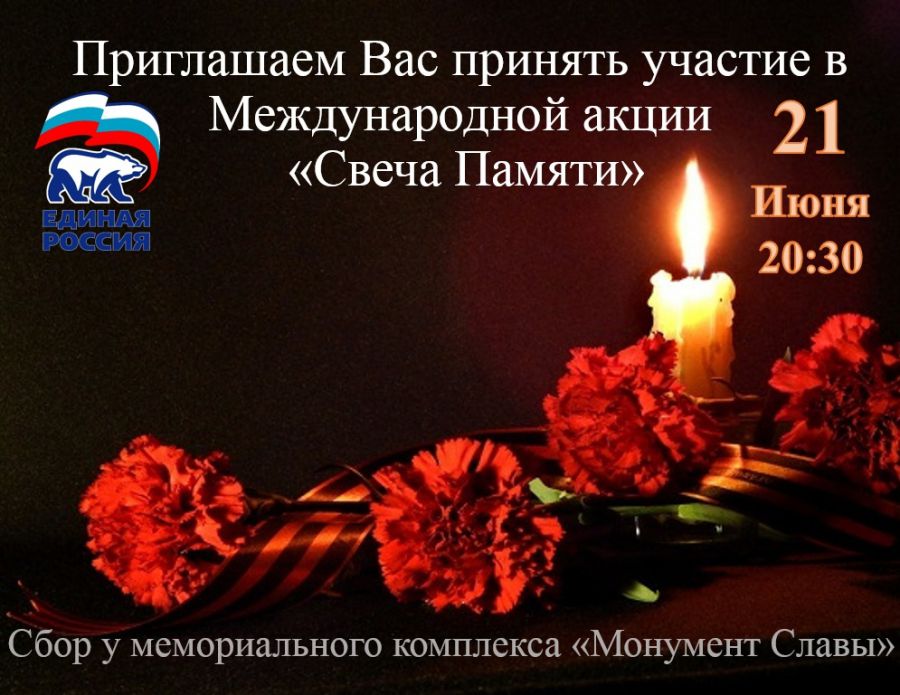 Приглашаем Вас принять участие в
Международной акции
«Свеча Памяти»
21
Июня
20:30
ЕДИНАЯ
РОССИЯ
Сбор у мемориального комплекса «Монумент Славы»